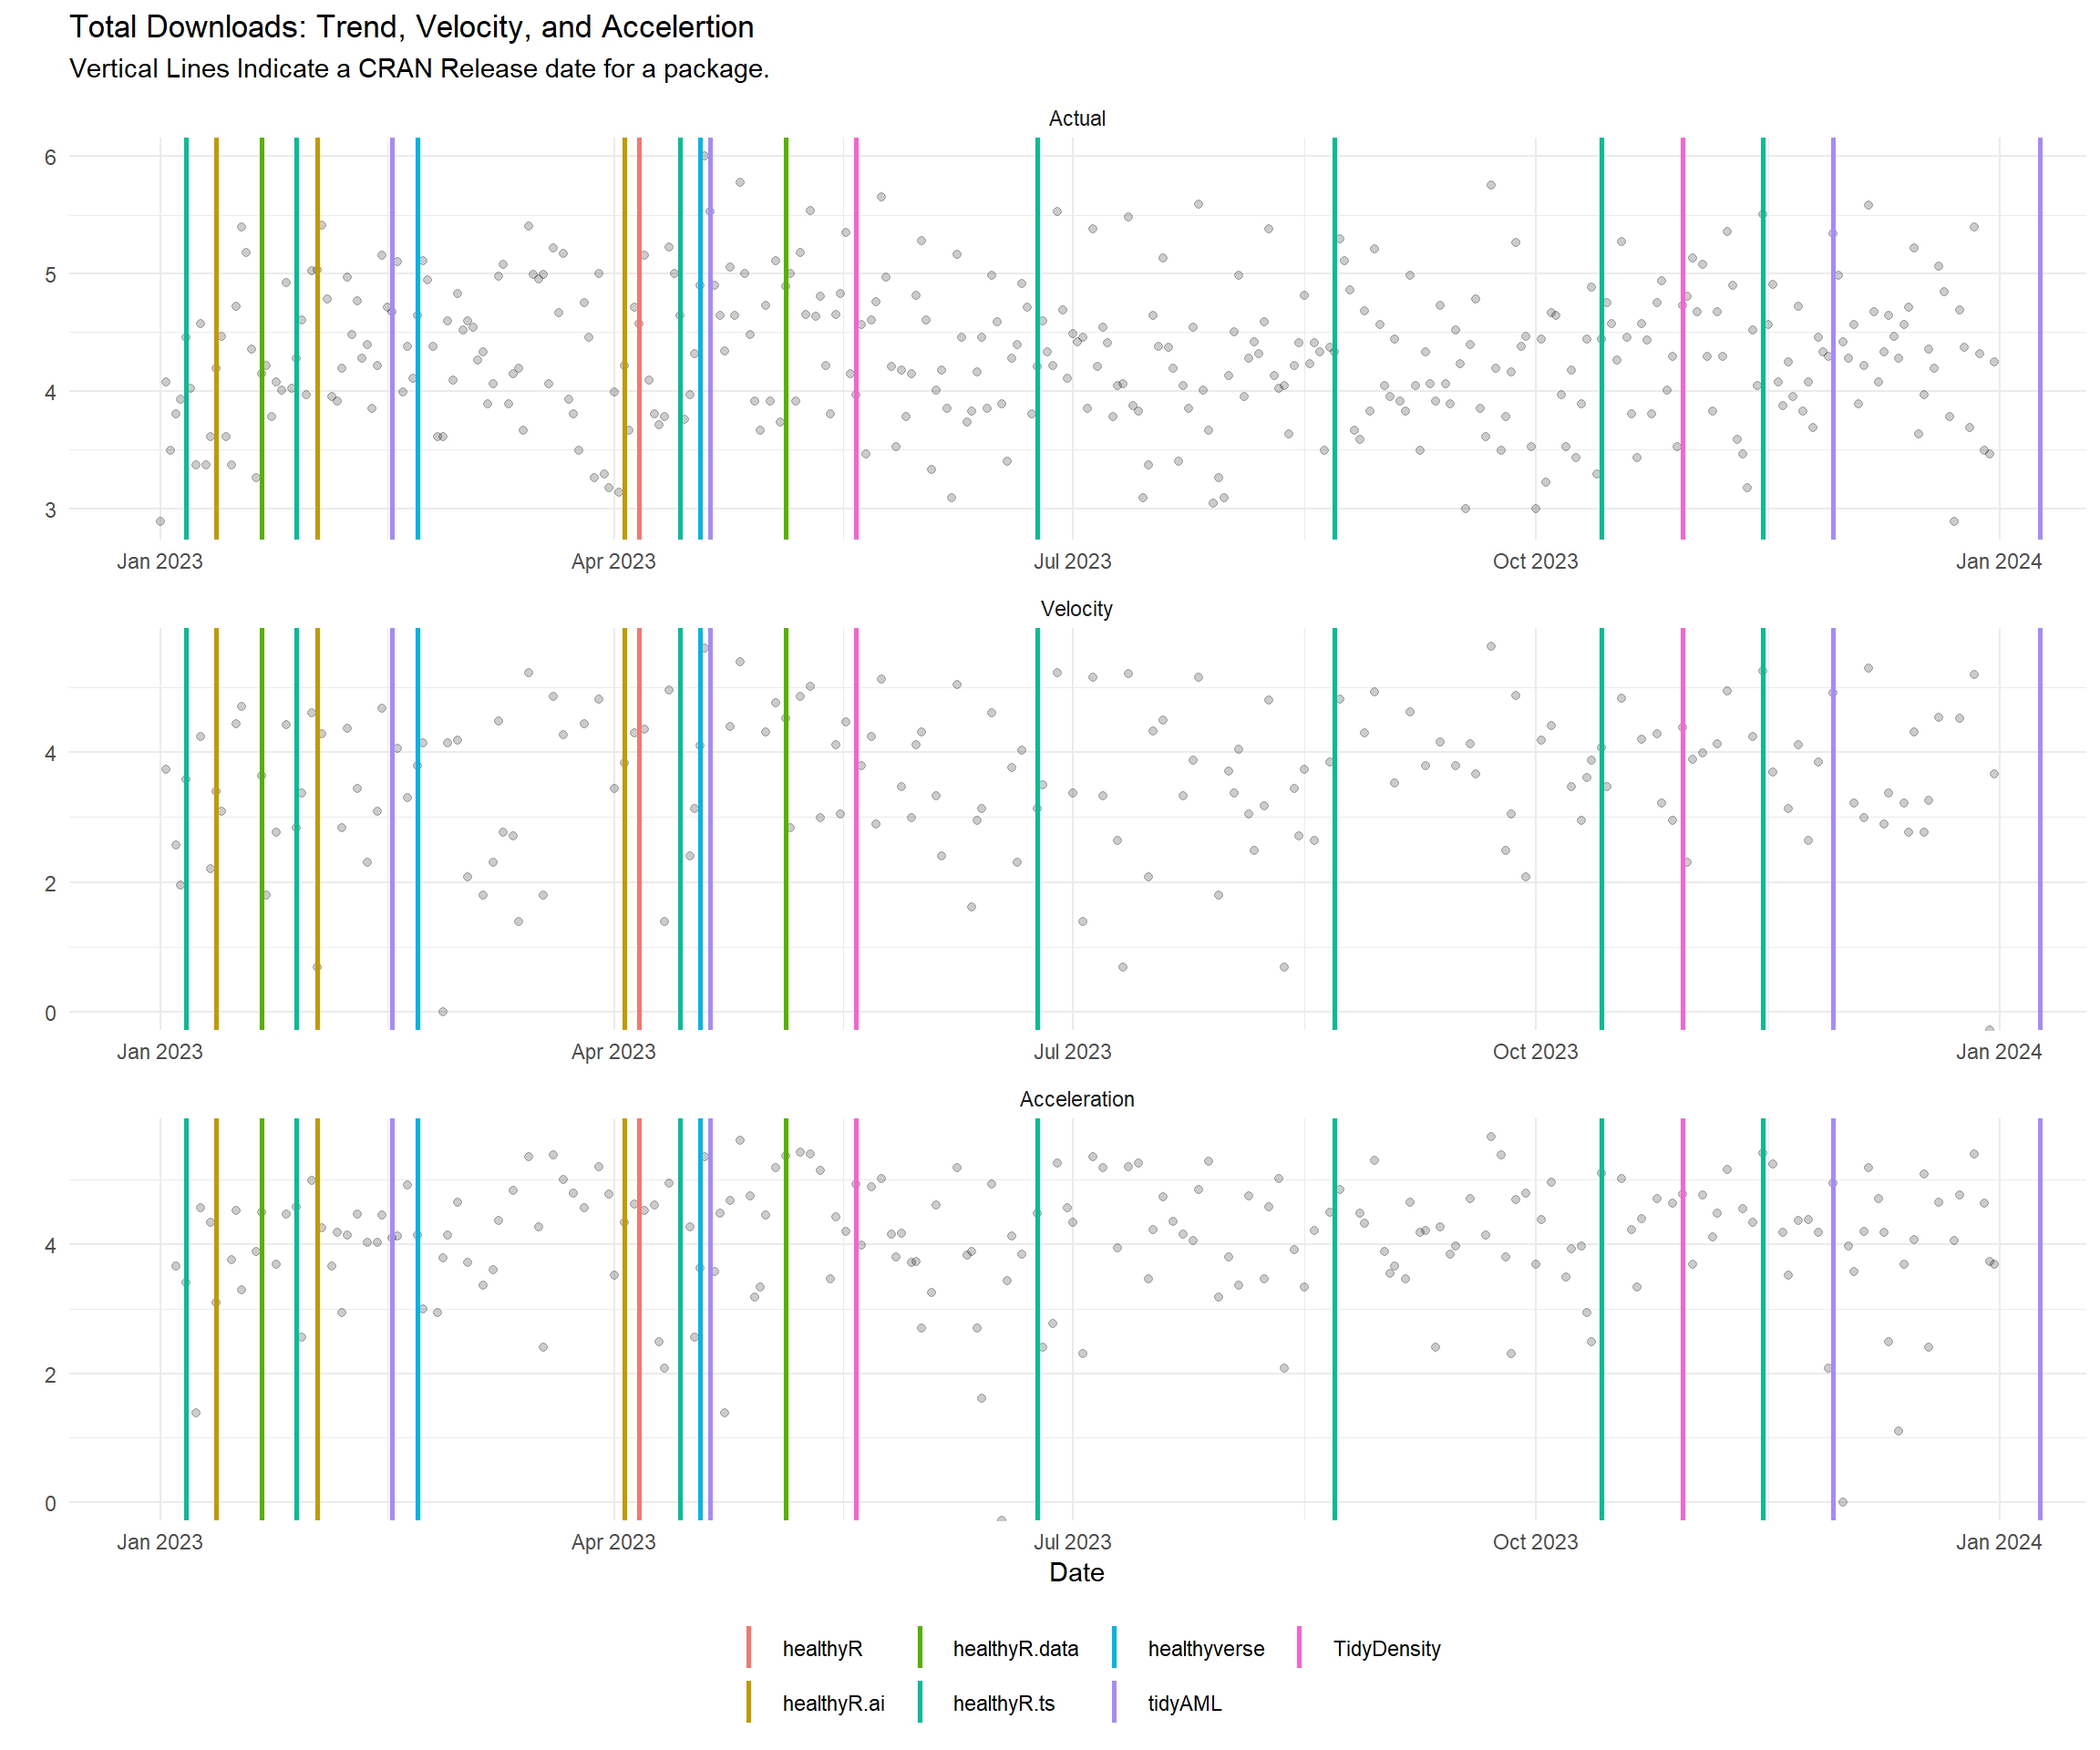 Total Downloads: Trend, Velocity, and Accelertion
Vertical Lines Indicate a CRAN Release date for a package.
Actual
6
5
4
3
Jan 2023 Apr 2023 Jul 2023 Oct 2023 Jan 2024
Velocity
4
2
0
Jan 2023 Apr 2023 Jul 2023 Oct 2023 Jan 2024
Acceleration
4
2
0
Jan 2023 Apr 2023 Jul 2023 Oct 2023 Jan 2024
Date
healthyR healthyR.data healthyverse TidyDensity
healthyR.ai healthyR.ts tidyAML